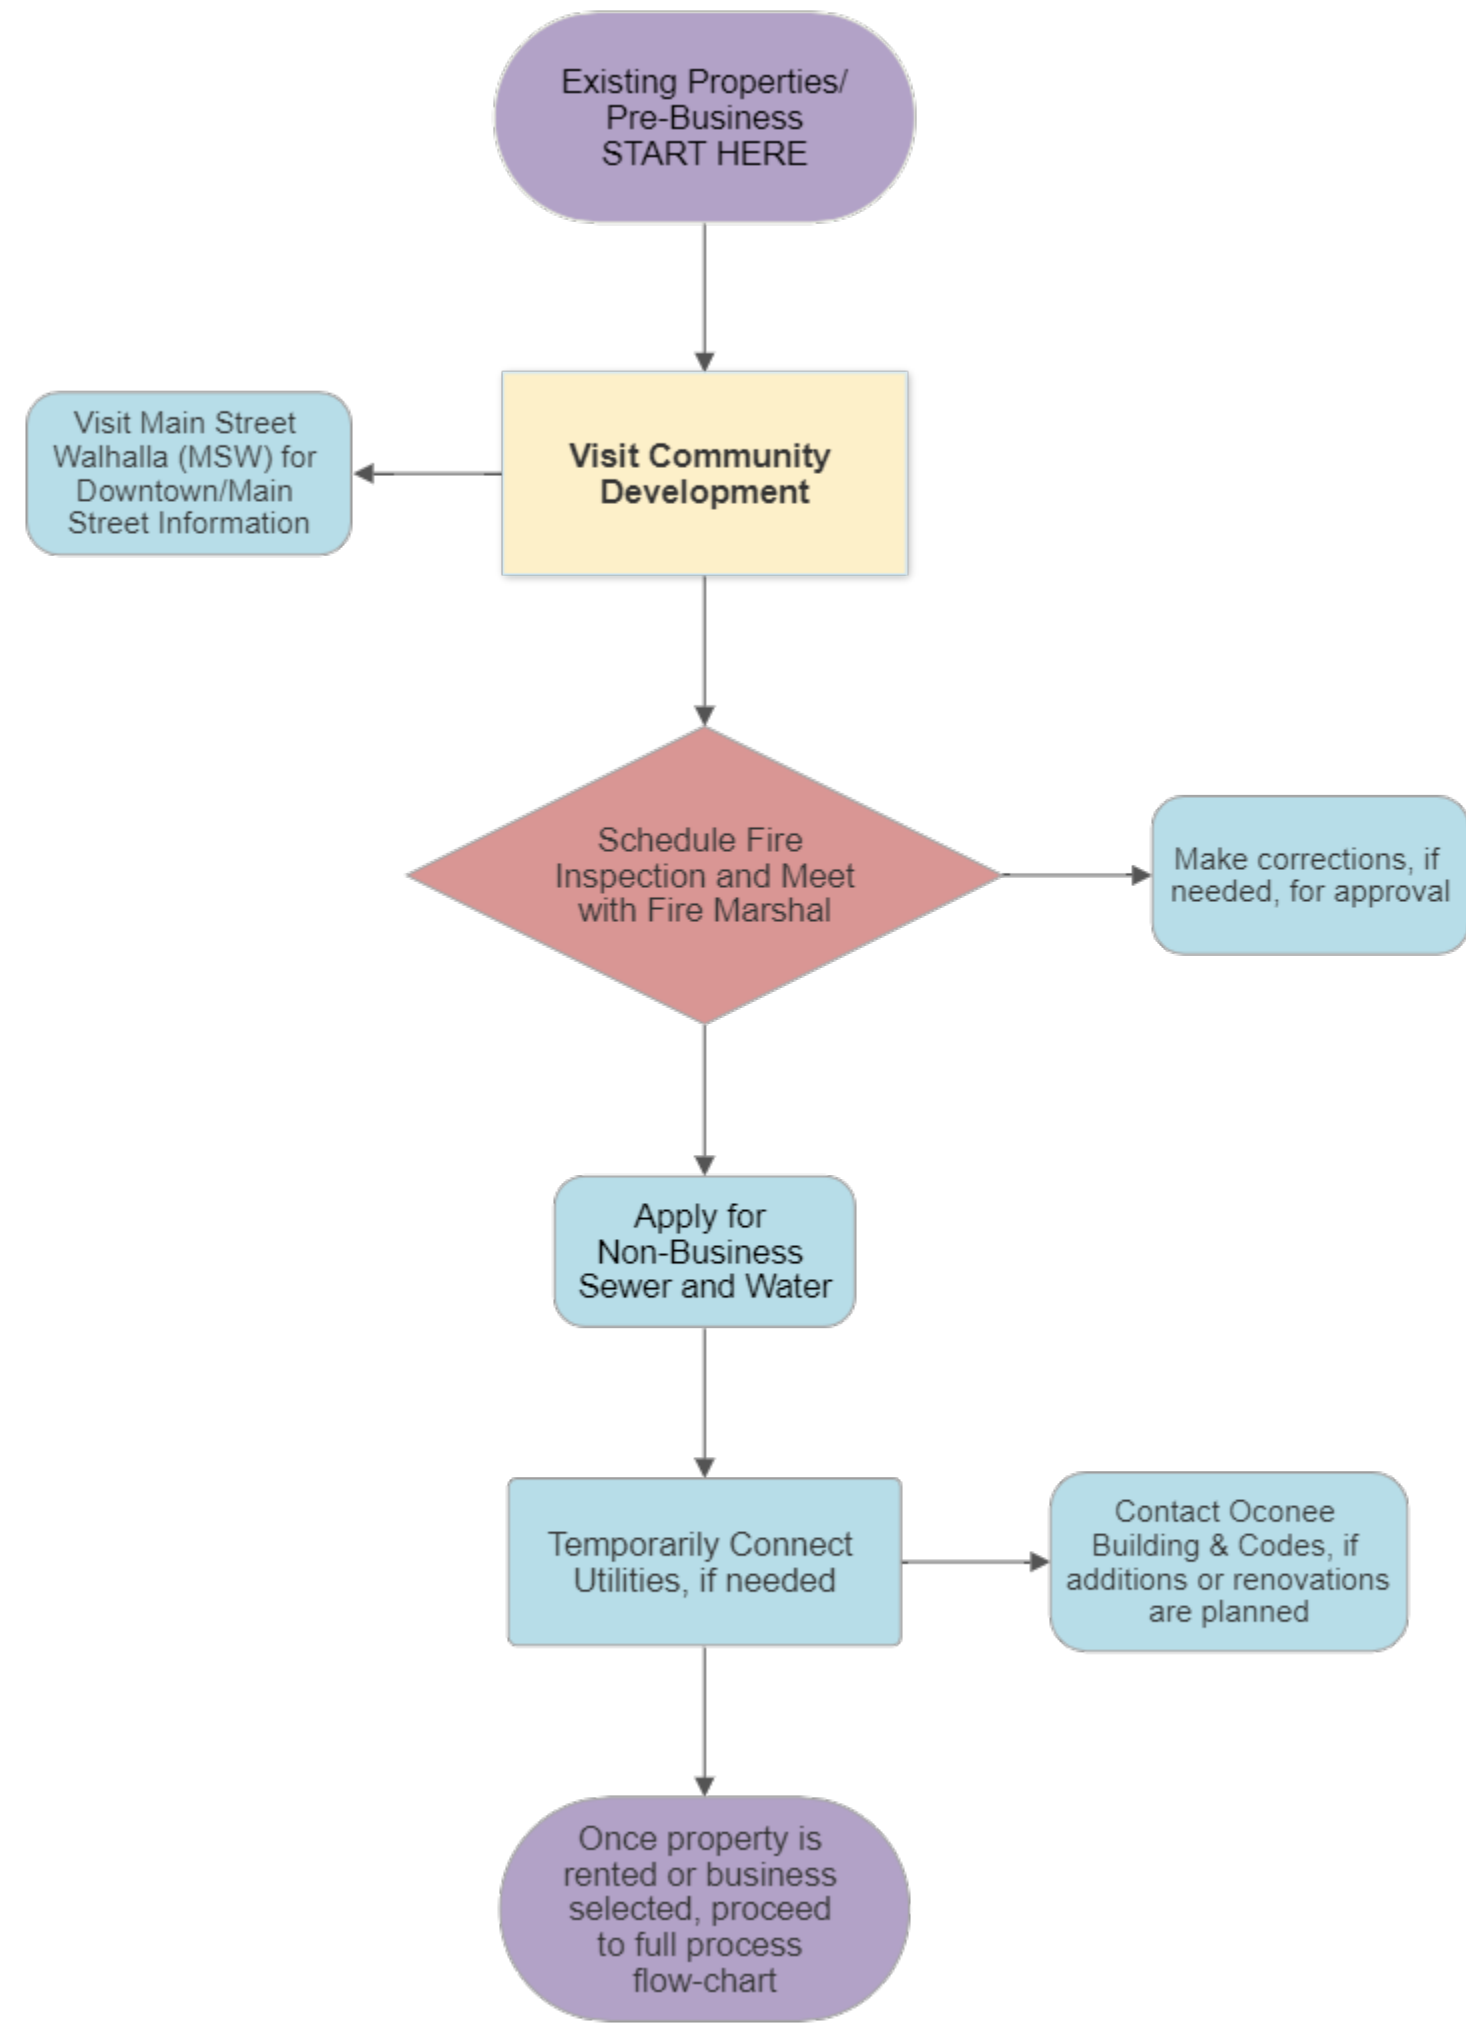 Existing Properties/
Pre-Business
START HERE
Visit Main Street
Walhalla (MSW) for
Downtown/Main
Street Information
Visit Community
Development
Schedule Fire
Inspection and Meet
with Fire Marshal
Make corrections, if
needed, for approval
Apply for
Non-Business
Sewer and Water
Temporarily Connect
Utilities, if needed
Contact Oconee
Building & Codes, if
additions or renovations
are planned
Once property is
rented or business
selected, proceed
to full process
flow-chart